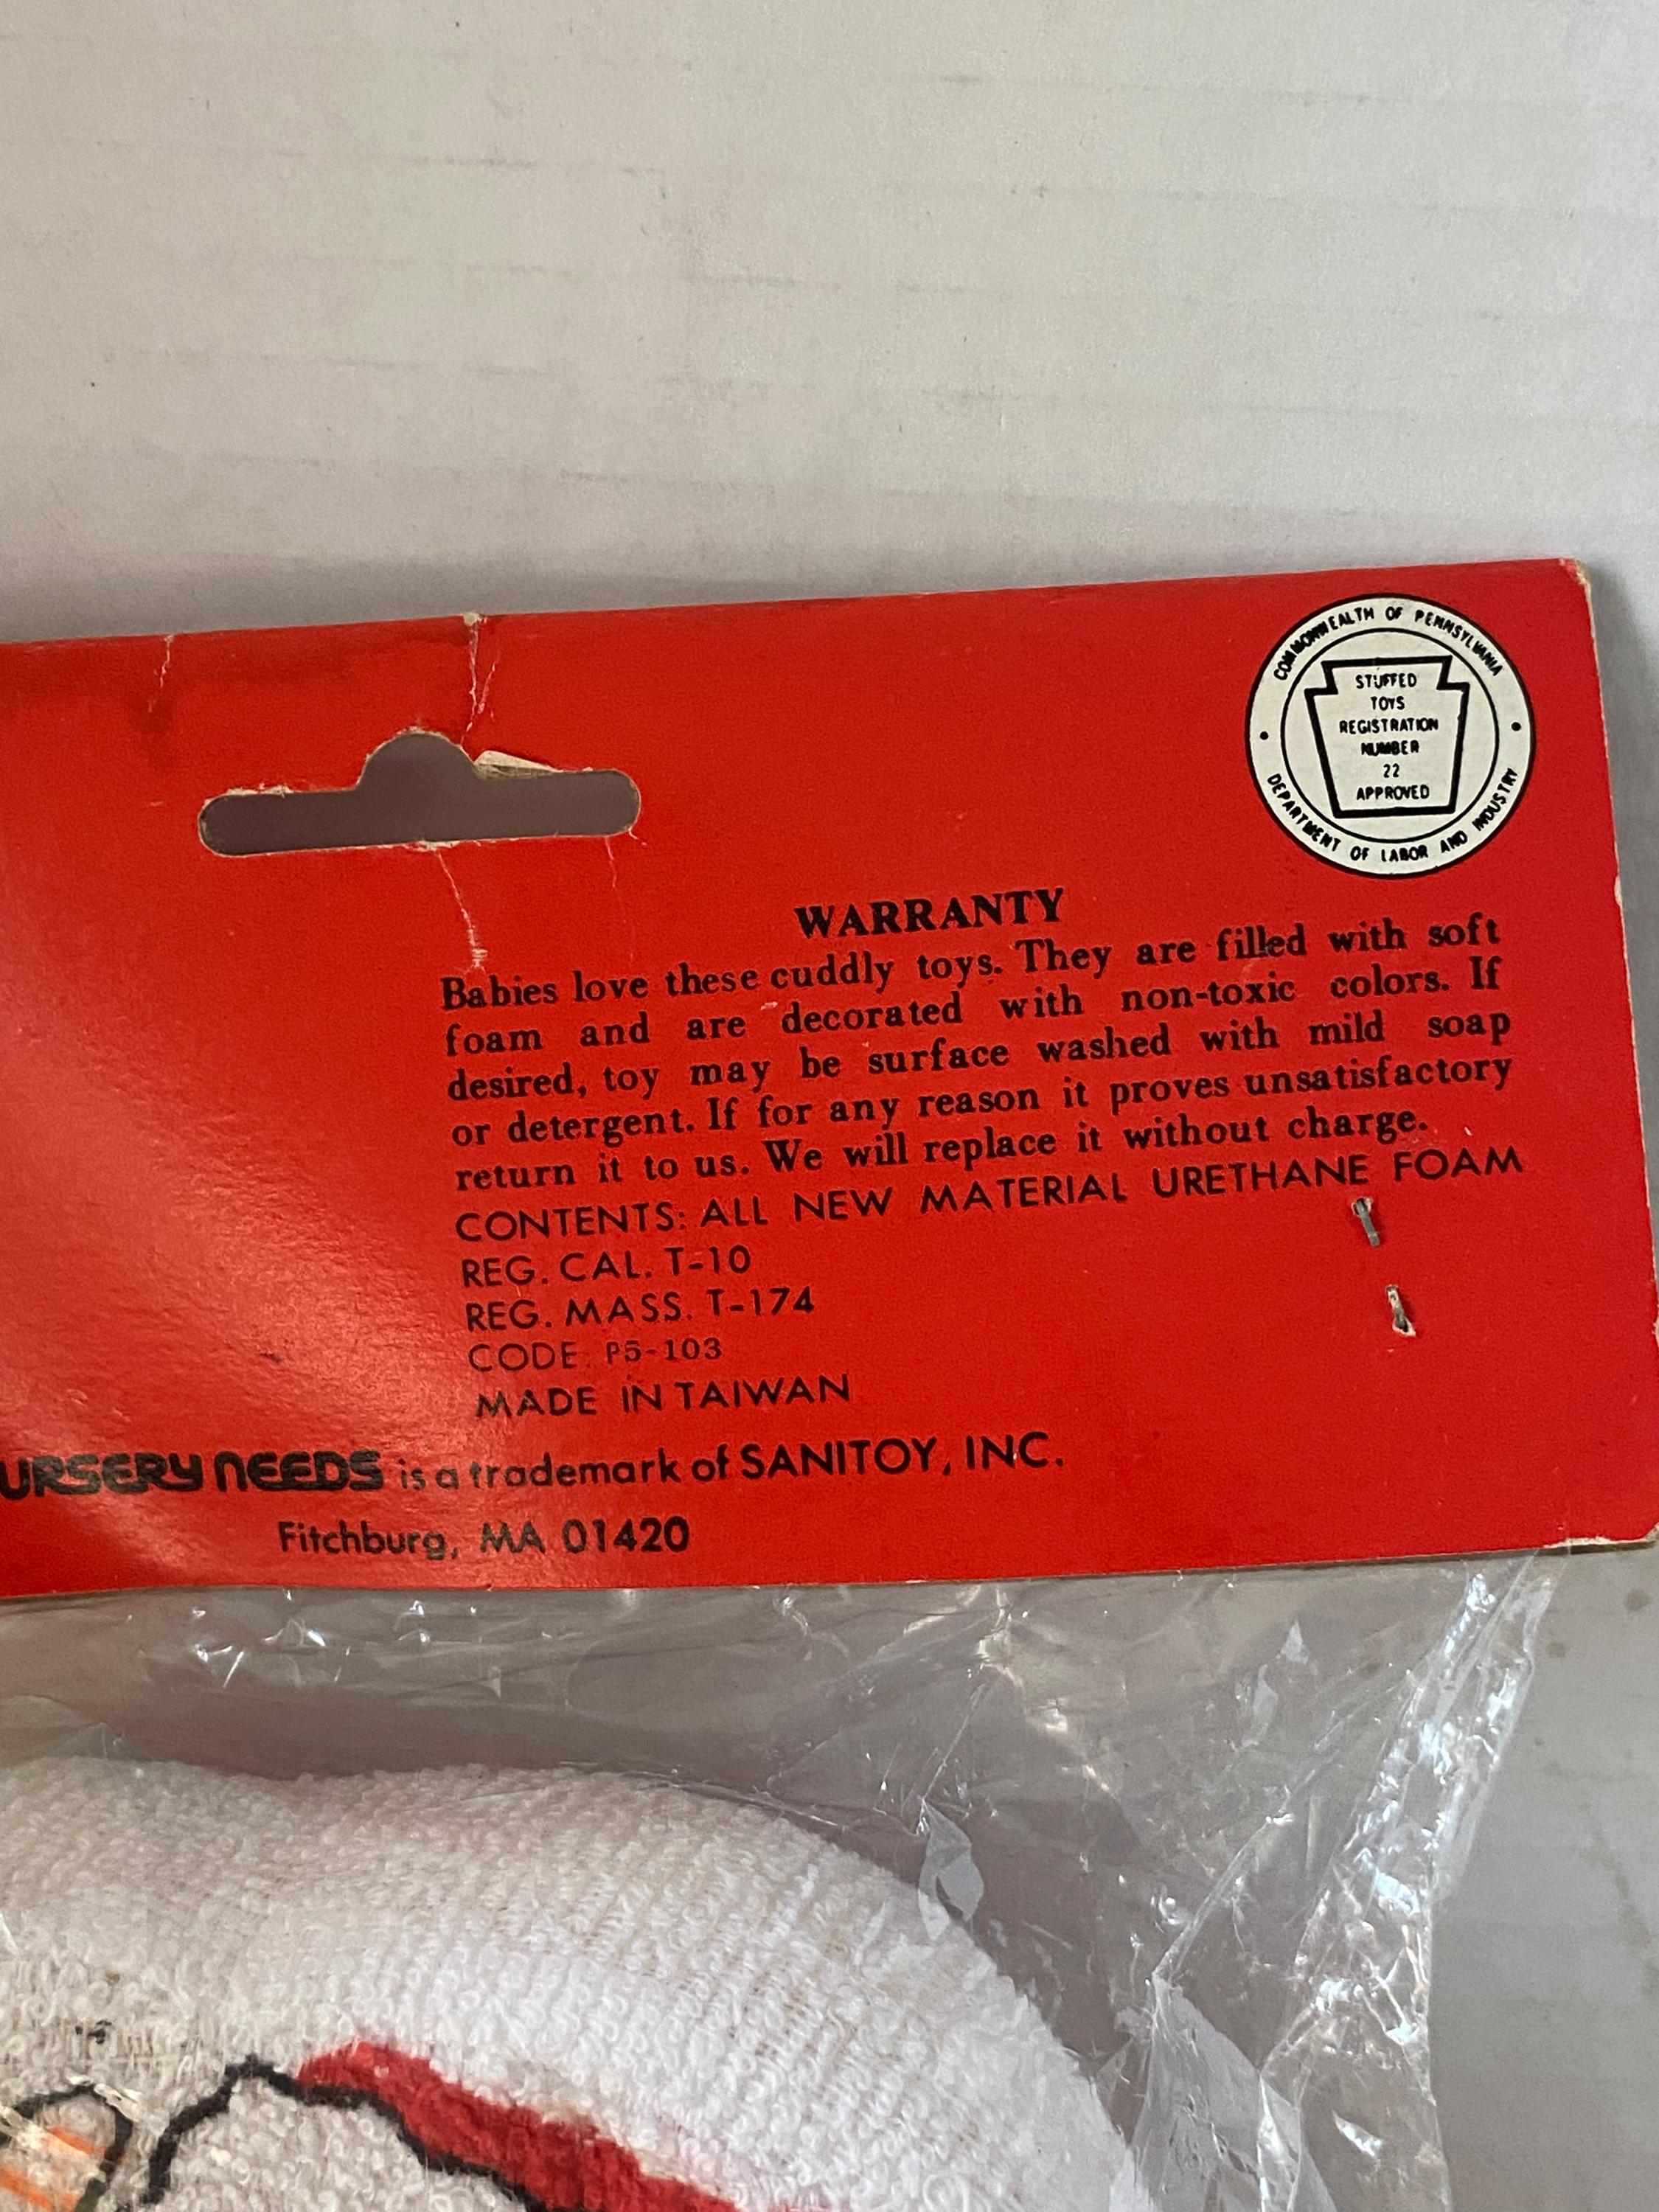 COMMONWEALTH OF PENNSYLVANIA
STUFFED
TOYS
REGISTRATION
NUMBER
22
APPROVED
DEPARTMENT OF LABOR AND INDUSTRY
WARRANTY
Babies love these cuddly toys. They are filled with soft
foam and are decorated with non-toxic colors. If
desired, toy may be surface washed with mild soap
or detergent. If for any reason it proves unsatisfactory
return it to us. We will replace it without charge.
CONTENTS: ALL NEW MATERIAL URETHANE FOAM
REG. CAL. T-10
REG. MASS. T-174
CODE: P5-103
MADE IN TAIWAN
URSERY NEEDS is a trademark of SANITOY, INC.
Fitchburg, MA 01420